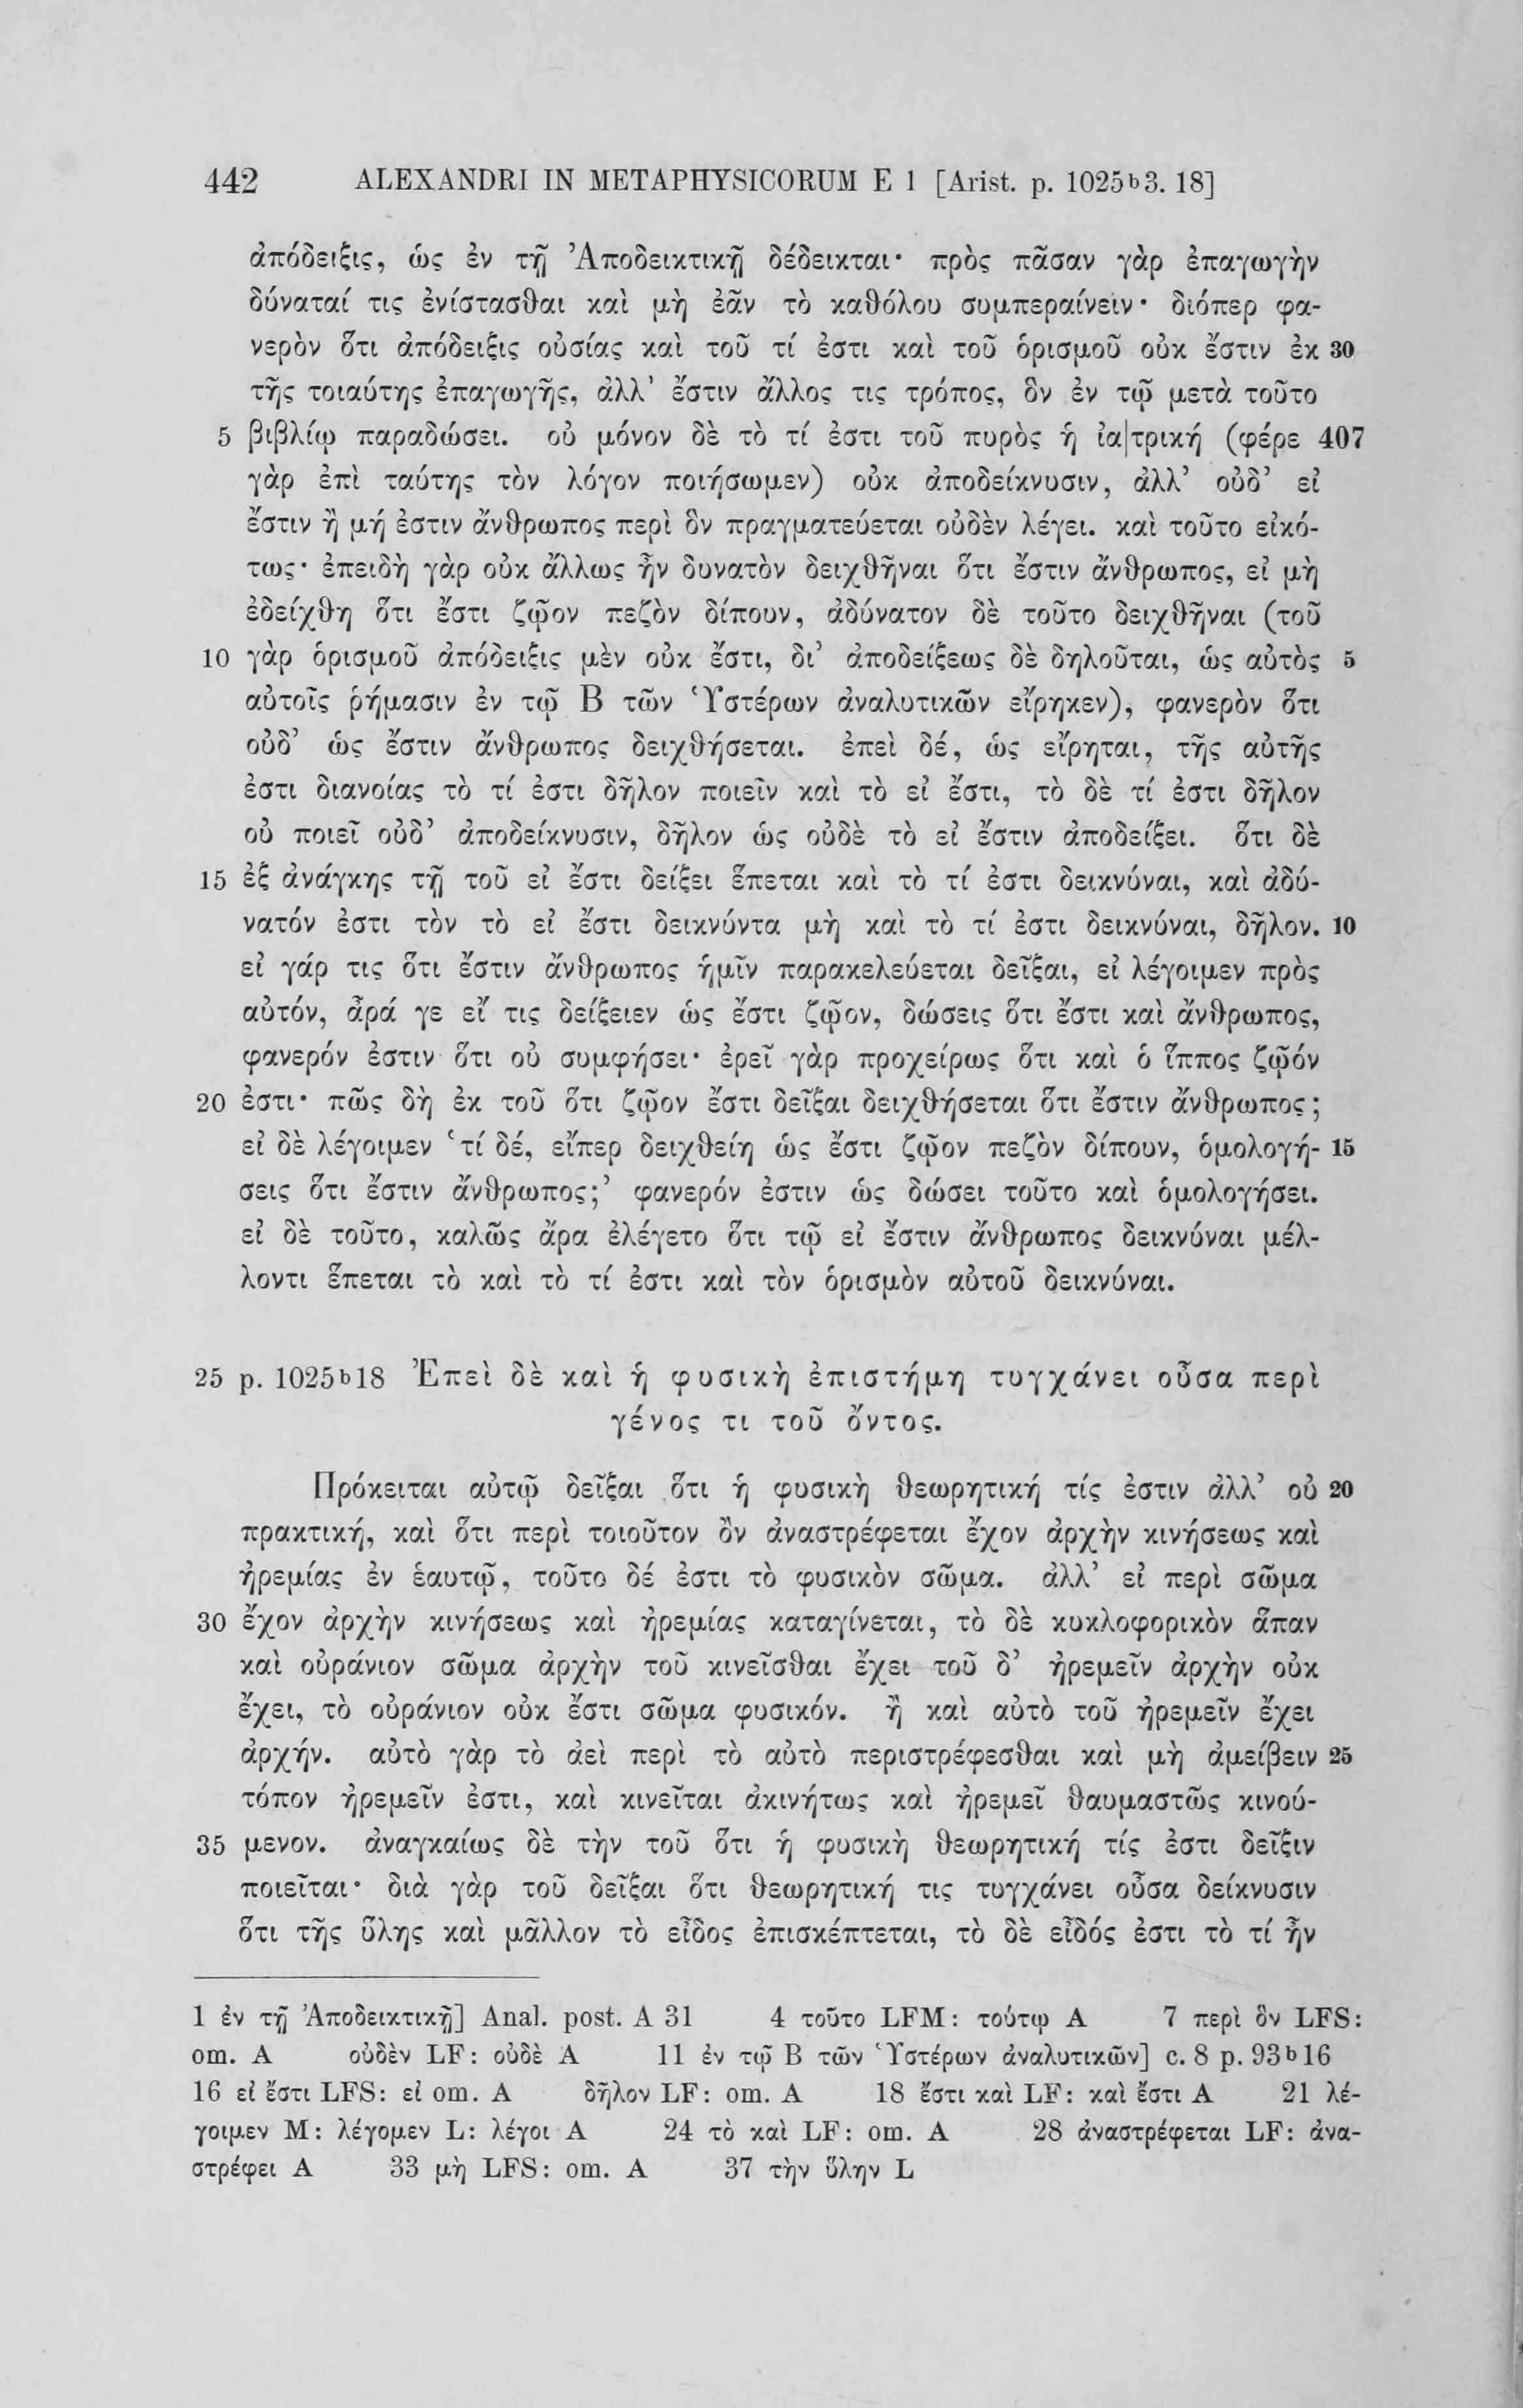 442 ALEXANDRI IN METAPHYSICORUM E 1 [Arist. p. 1025ᵇ3. 18]
ἀπόδειξις, ὡς ἐν τῇ Ἀποδεικτικῇ δέδεικται· πρὸς πᾶσαν γὰρ ἐπαγωγὴν
δύναταί τις ἐνίστασθαι καὶ μὴ ἐᾶν τὸ καθόλου συμπεραίνειν· διόπερ φα-
νερὸν ὅτι ἀπόδειξις οὐσίας καὶ τοῦ τί ἐστι καὶ τοῦ ὁρισμοῦ οὐκ ἔστιν ἐκ 30
τῆς τοιαύτης ἐπαγωγῆς, ἀλλ’ ἔστιν ἄλλος τις τρόπος, ὃν ἐν τῷ μετὰ τοῦτο
5 βιβλίῳ παραδώσει. οὐ μόνον δὲ τὸ τί ἐστι τοῦ πυρὸς ἡ ἰα|τρική (φέρε 407
γὰρ ἐπὶ ταύτης τὸν λόγον ποιήσωμεν) οὐκ ἀποδείκνυσιν, ἀλλ’ οὐδ’ εἰ
ἔστιν ἢ μή ἐστιν ἄνθρωπος περὶ ὃν πραγματεύεται οὐδὲν λέγει. καὶ τοῦτο εἰκό-
τως· ἐπειδὴ γὰρ οὐκ ἄλλως ἦν δυνατὸν δειχθῆναι ὅτι ἔστιν ἄνθρωπος, εἰ μὴ
ἐδείχθη ὅτι ἔστι ζῷον πεζὸν δίπουν, ἀδύνατον δὲ τοῦτο δειχθῆναι (τοῦ
10 γὰρ ὁρισμοῦ ἀπόδειξις μὲν οὐκ ἔστι, δι’ ἀποδείξεως δὲ δηλοῦται, ὡς αὐτὸς 5
αὐτοῖς ῥήμασιν ἐν τῷ Β τῶν Ὑστέρων ἀναλυτικῶν εἴρηκεν), φανερὸν ὅτι
οὐδ’ ὡς ἔστιν ἄνθρωπος δειχθήσεται. ἐπεὶ δέ, ὡς εἴρηται, τῆς αὐτῆς
ἐστι διανοίας τὸ τί ἐστι δῆλον ποιεῖν καὶ τὸ εἰ ἔστι, τὸ δὲ τί ἐστι δῆλον
οὐ ποιεῖ οὐδ’ ἀποδείκνυσιν, δῆλον ὡς οὐδὲ τὸ εἰ ἔστιν ἀποδείξει. ὅτι δὲ
15 ἐξ ἀνάγκης τῇ τοῦ εἰ ἔστι δείξει ἕπεται καὶ τὸ τί ἐστι δεικνύναι, καὶ ἀδύ-
νατόν ἐστι τὸν τὸ εἰ ἔστι δεικνύντα μὴ καὶ τὸ τί ἐστι δεικνύναι, δῆλον. 10
εἰ γάρ τις ὅτι ἔστιν ἄνθρωπος ἡμῖν παρακελεύεται δεῖξαι, εἰ λέγοιμεν πρὸς
αὐτόν, ἆρά γε εἴ τις δείξειεν ὡς ἔστι ζῷον, δώσεις ὅτι ἔστι καὶ ἄνθρωπος,
φανερόν ἐστιν ὅτι οὐ συμφήσει· ἐρεῖ γὰρ προχείρως ὅτι καὶ ὁ ἵππος ζῷόν
20 ἐστι· πῶς δὴ ἐκ τοῦ ὅτι ζῷον ἔστι δεῖξαι δειχθήσεται ὅτι ἔστιν ἄνθρωπος;
εἰ δὲ λέγοιμεν ‘τί δέ, εἴπερ δειχθείη ὡς ἔστι ζῷον πεζὸν δίπουν, ὁμολογή- 15
σεις ὅτι ἔστιν ἄνθρωπος;’ φανερόν ἐστιν ὡς δώσει τοῦτο καὶ ὁμολογήσει.
εἰ δὲ τοῦτο, καλῶς ἄρα ἐλέγετο ὅτι τῷ εἰ ἔστιν ἄνθρωπος δεικνύναι μέλ-
λοντι ἕπεται τὸ καὶ τὸ τί ἐστι καὶ τὸν ὁρισμὸν αὐτοῦ δεικνύναι.
25 p. 1025ᵇ18 Ἐπεὶ δὲ καὶ ἡ φυσικὴ ἐπιστήμη τυγχάνει οὖσα περὶ
γένος τι τοῦ ὄντος.
Πρόκειται αὐτῷ δεῖξαι ὅτι ἡ φυσικὴ θεωρητική τίς ἐστιν ἀλλ’ οὐ 20
πρακτική, καὶ ὅτι περὶ τοιοῦτον ὂν ἀναστρέφεται ἔχον ἀρχὴν κινήσεως καὶ
ἠρεμίας ἐν ἑαυτῷ, τοῦτο δέ ἐστι τὸ φυσικὸν σῶμα. ἀλλ’ εἰ περὶ σῶμα
30 ἔχον ἀρχὴν κινήσεως καὶ ἠρεμίας καταγίνεται, τὸ δὲ κυκλοφορικὸν ἅπαν
καὶ οὐράνιον σῶμα ἀρχὴν τοῦ κινεῖσθαι ἔχει τοῦ δ’ ἠρεμεῖν ἀρχὴν οὐκ
ἔχει, τὸ οὐράνιον οὐκ ἔστι σῶμα φυσικόν. ἢ καὶ αὐτὸ τοῦ ἠρεμεῖν ἔχει
ἀρχήν. αὐτὸ γὰρ τὸ ἀεὶ περὶ τὸ αὐτὸ περιστρέφεσθαι καὶ μὴ ἀμείβειν 25
τόπον ἠρεμεῖν ἐστι, καὶ κινεῖται ἀκινήτως καὶ ἠρεμεῖ θαυμαστῶς κινού-
35 μενον. ἀναγκαίως δὲ τὴν τοῦ ὅτι ἡ φυσικὴ θεωρητική τίς ἐστι δεῖξιν
ποιεῖται· διὰ γὰρ τοῦ δεῖξαι ὅτι θεωρητική τις τυγχάνει οὖσα δείκνυσιν
ὅτι τῆς ὕλης καὶ μᾶλλον τὸ εἶδος ἐπισκέπτεται, τὸ δὲ εἶδός ἐστι τὸ τί ἦν
1 ἐν τῇ Ἀποδεικτικῇ] Anal. post. A 31 4 τοῦτο LFM: τούτῳ A 7 περὶ ὃν LFS:
om. A οὐδὲν LF: οὐδὲ A 11 ἐν τῷ Β τῶν Ὑστέρων ἀναλυτικῶν] c. 8 p. 93ᵇ16
16 εἰ ἔστι LFS: εἰ om. A δῆλον LF: om. A 18 ἔστι καὶ LF: καὶ ἔστι A 21 λέ-
γοιμεν M: λέγομεν L: λέγοι A 24 τὸ καὶ LF: om. A 28 ἀναστρέφεται LF: ἀνα-
στρέφει A 33 μὴ LFS: om. A 37 τὴν ὕλην L